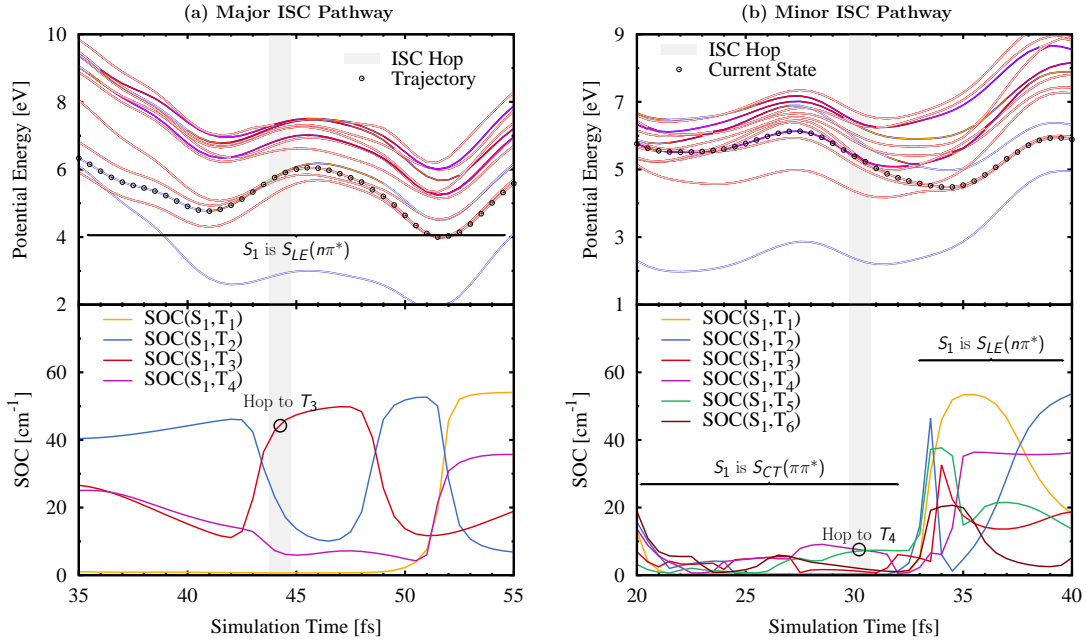 (a) Major ISC Pathway
(b) Minor ISC Pathway
10
8
6
4
2
Potential Energy [eV]
ISC Hop
Trajectory
S1 is SLE(nπ*)
9
7
5
3
1
Potential Energy [eV]
ISC Hop
Current State
60
40
20
0
SOC [cm-1]
SOC(S1,T1)
SOC(S1,T2)
SOC(S1,T3)
SOC(S1,T4)
Hop to T3
35
40
45
50
55
Simulation Time [fs]
60
40
20
0
SOC [cm-1]
SOC(S1,T1)
SOC(S1,T2)
SOC(S1,T3)
SOC(S1,T4)
SOC(S1,T5)
SOC(S1,T6)
S1 is SLE(nπ*)
S1 is SCT(ππ*)
Hop to T4
20
25
30
35
40
Simulation Time [fs]